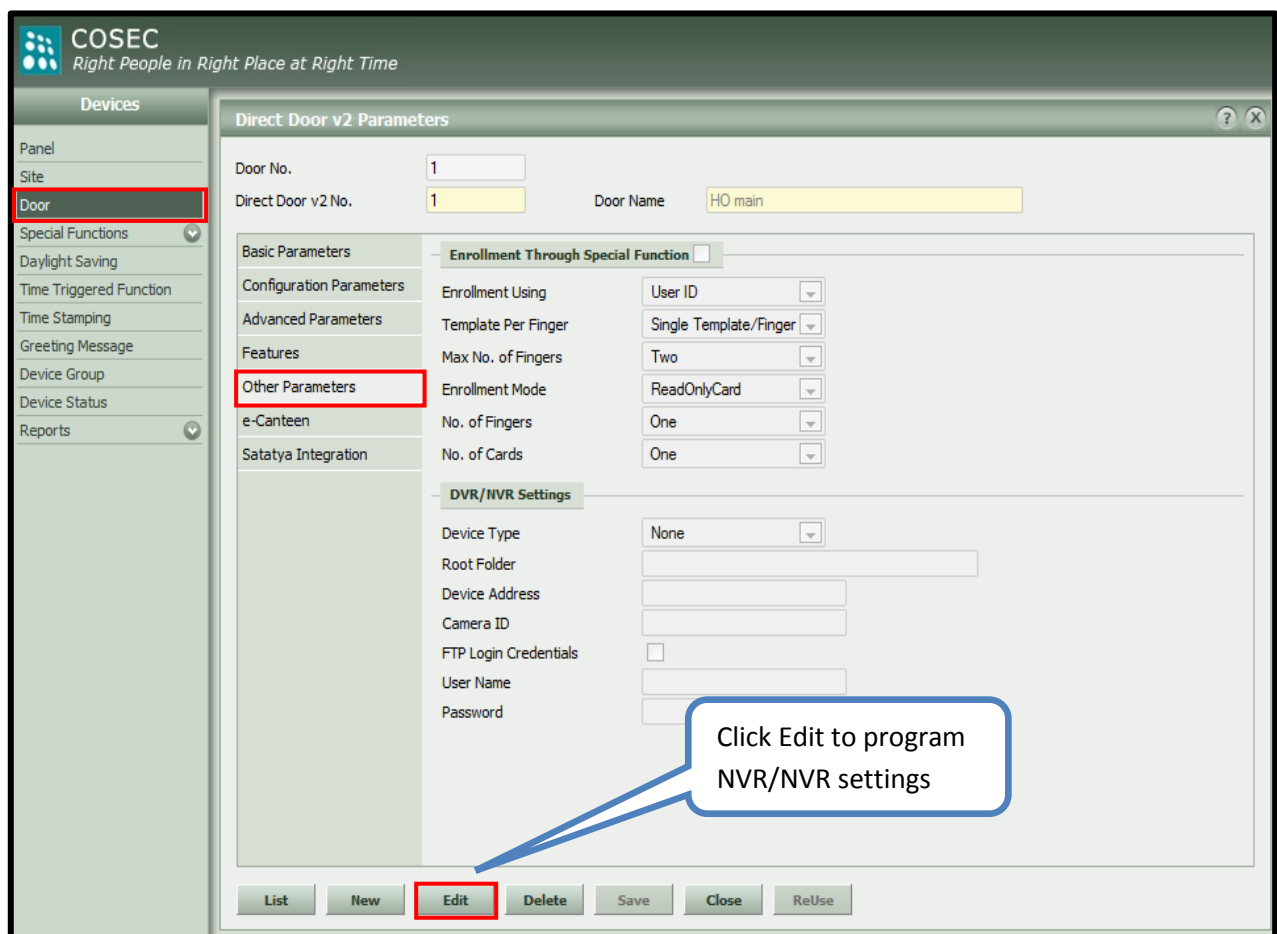 COSEC
Right People in Right Place at Right Time
Devices
Panel
Site
Door
Special Functions
Daylight Saving
Time Triggered Function
Time Stamping
Greeting Message
Device Group
Device Status
Reports
Direct Door v2 Parameters
? X
Door No. 1
Direct Door v2 No. 1 Door Name HO main
Basic Parameters
Configuration Parameters
Advanced Parameters
Features
Other Parameters
e-Canteen
Satatya Integration
Enrollment Through Special Function
Enrollment Using User ID
Template Per Finger Single Template/Finger
Max No. of Fingers Two
Enrollment Mode ReadOnlyCard
No. of Fingers One
No. of Cards One
DVR/NVR Settings
Device Type None
Root Folder
Device Address
Camera ID
FTP Login Credentials
User Name
Password
Click Edit to program
NVR/NVR settings
List New Edit Delete Save Close ReUse